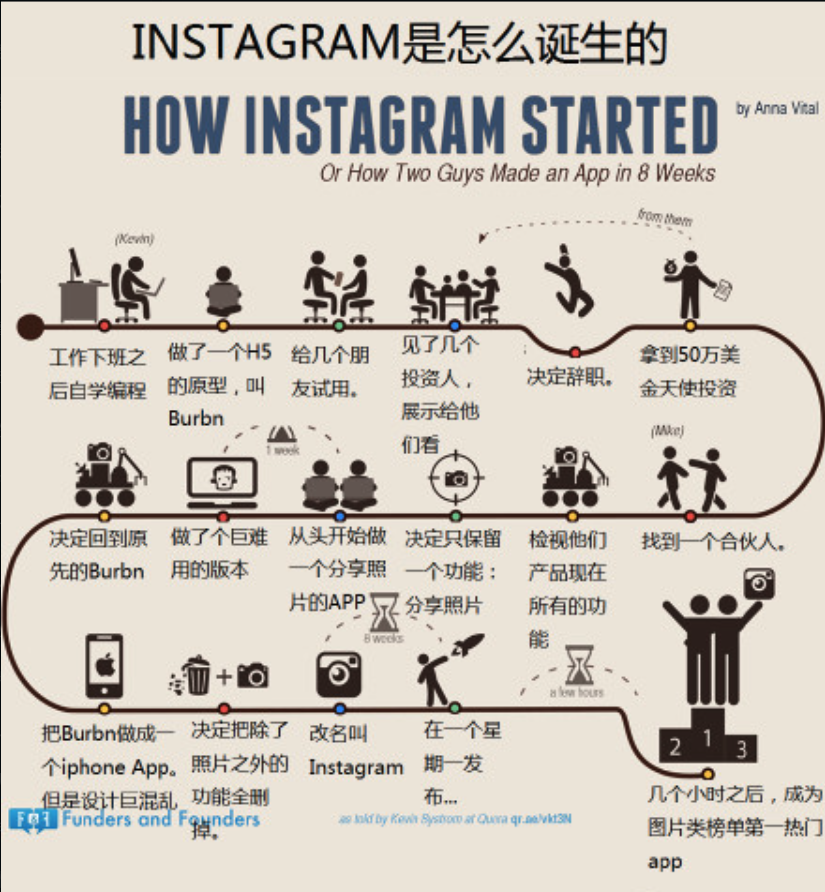 INSTAGRAM是怎么诞生的
HOW INSTAGRAM STARTED
by Anna Vital
Or How Two Guys Made an App in 8 Weeks
from them
(Kevin)
工作下班之
后自学编程
做了一个H5
的原型，叫
Burbn
给几个朋
友试用。
见了几个
投资人，
展示给他
们看
决定辞职。
拿到50万美
金天使投资
(Mike)
找到一个合伙人。
检视他们
产品现在
所有的功
能
决定只保留
一个功能：
分享照片
从头开始做
一个分享照
片的APP
1 week
做了个巨难
用的版本
决定回到原
先的Burbn
把Burbn做成一
个iphone App。
但是设计巨混乱
决定把除了
照片之外的
功能全删
掉。
+
改名叫
Instagram
8 weeks
在一个星
期一发
布...
a few hours
2 1 3
几个小时之后，成为
图片类榜单第一热门
app
Funders and Founders
as told by Kevin Systrom at Quora qr.ae/vkt3N